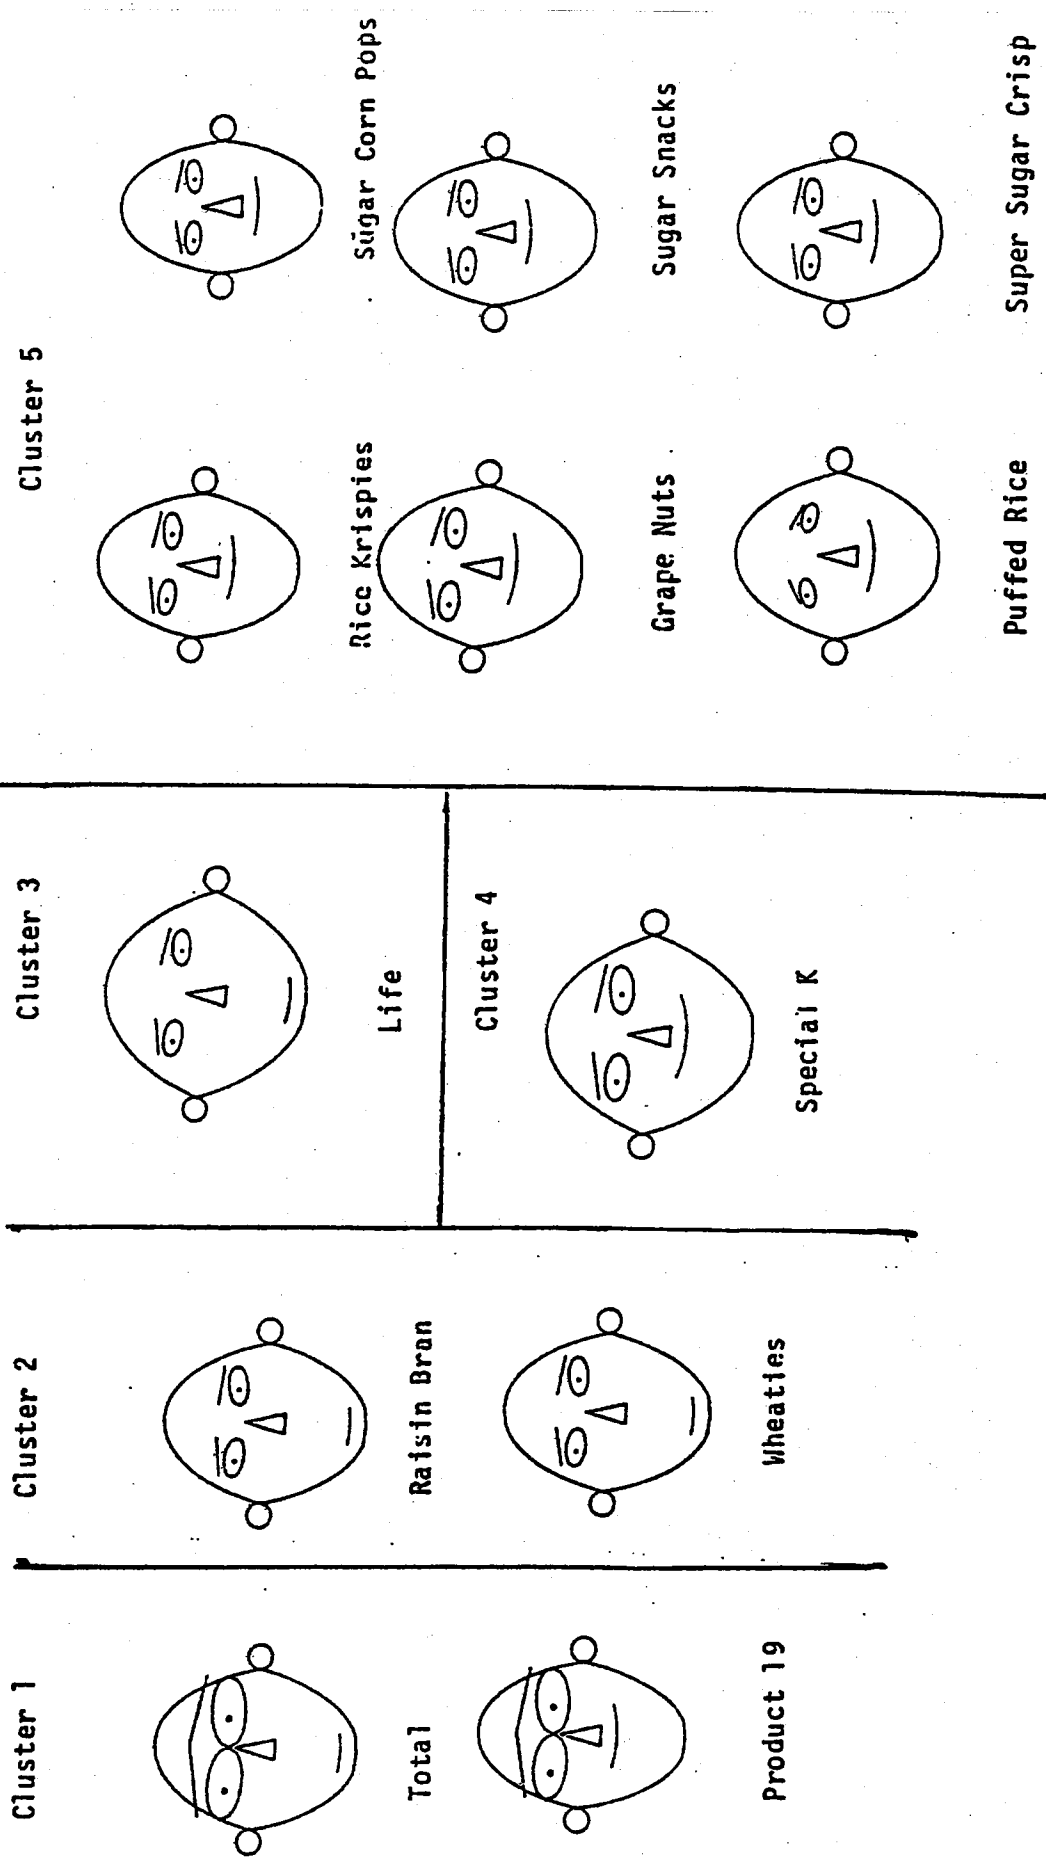 Cluster 1
Total
Product 19
Cluster 2
Raisin Bran
Wheaties
Cluster 3
Life
Cluster 4
Special K
Cluster 5
Rice Krispies
Sugar Corn Pops
Grape Nuts
Sugar Snacks
Puffed Rice
Super Sugar Crisp